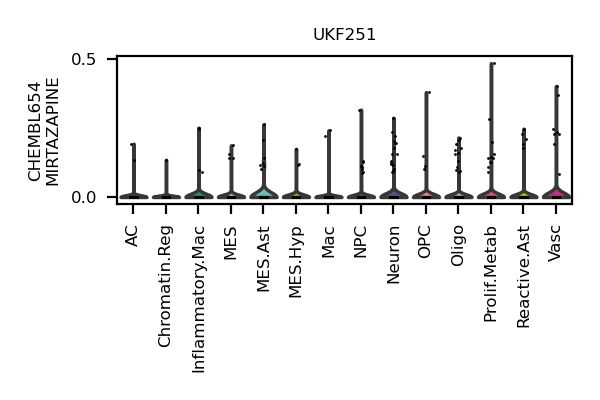 UKF251
CHEMBL654
MIRTAZAPINE
0.5
0.0
AC
Chromatin.Reg
Inflammatory.Mac
MES
MES.Ast
MES.Hyp
Mac
NPC
Neuron
OPC
Oligo
Prolif.Metab
Reactive.Ast
Vasc